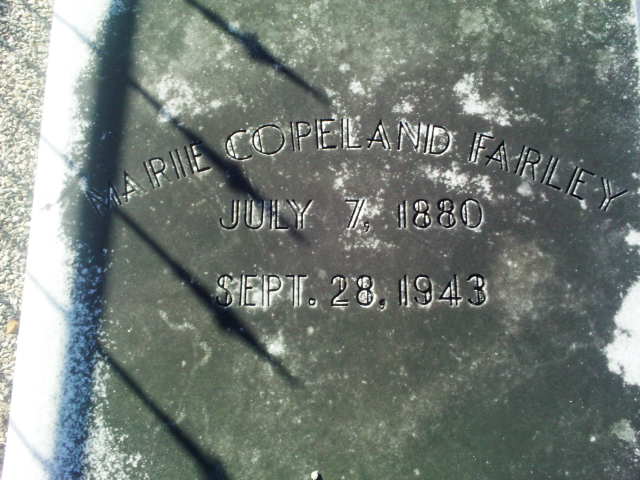 MARIE COPELAND FARLEY
JULY 7, 1880
SEPT. 28, 1943